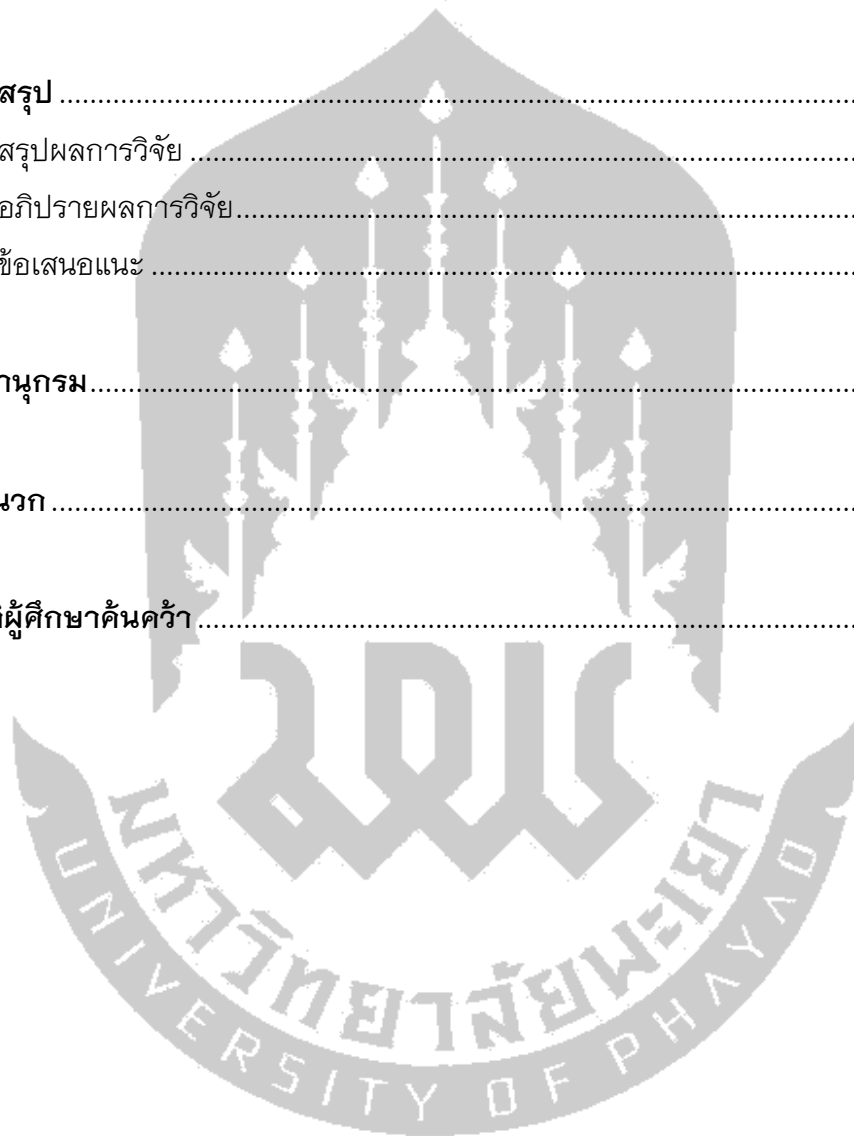 สรุป ........................................................................
สรุปผลการวิจัย ........................................................................
อภิปรายผลการวิจัย ........................................................................
ข้อเสนอแนะ ........................................................................
านุกรม ........................................................................
นวก ........................................................................
ผู้ศึกษาค้นคว้า ........................................................................
มหาวิทยาลัยพะเยา
UNIVERSITY OF PHAYAO